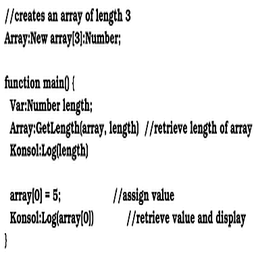 //creates an array of length 3
Array:New array[3]:Number;
function main() {
Var:Number length;
Array:GetLength(array, length) //retrieve length of array
Konsol:Log(length)
array[0] = 5; //assign value
Konsol:Log(array[0]) //retrieve value and display
}